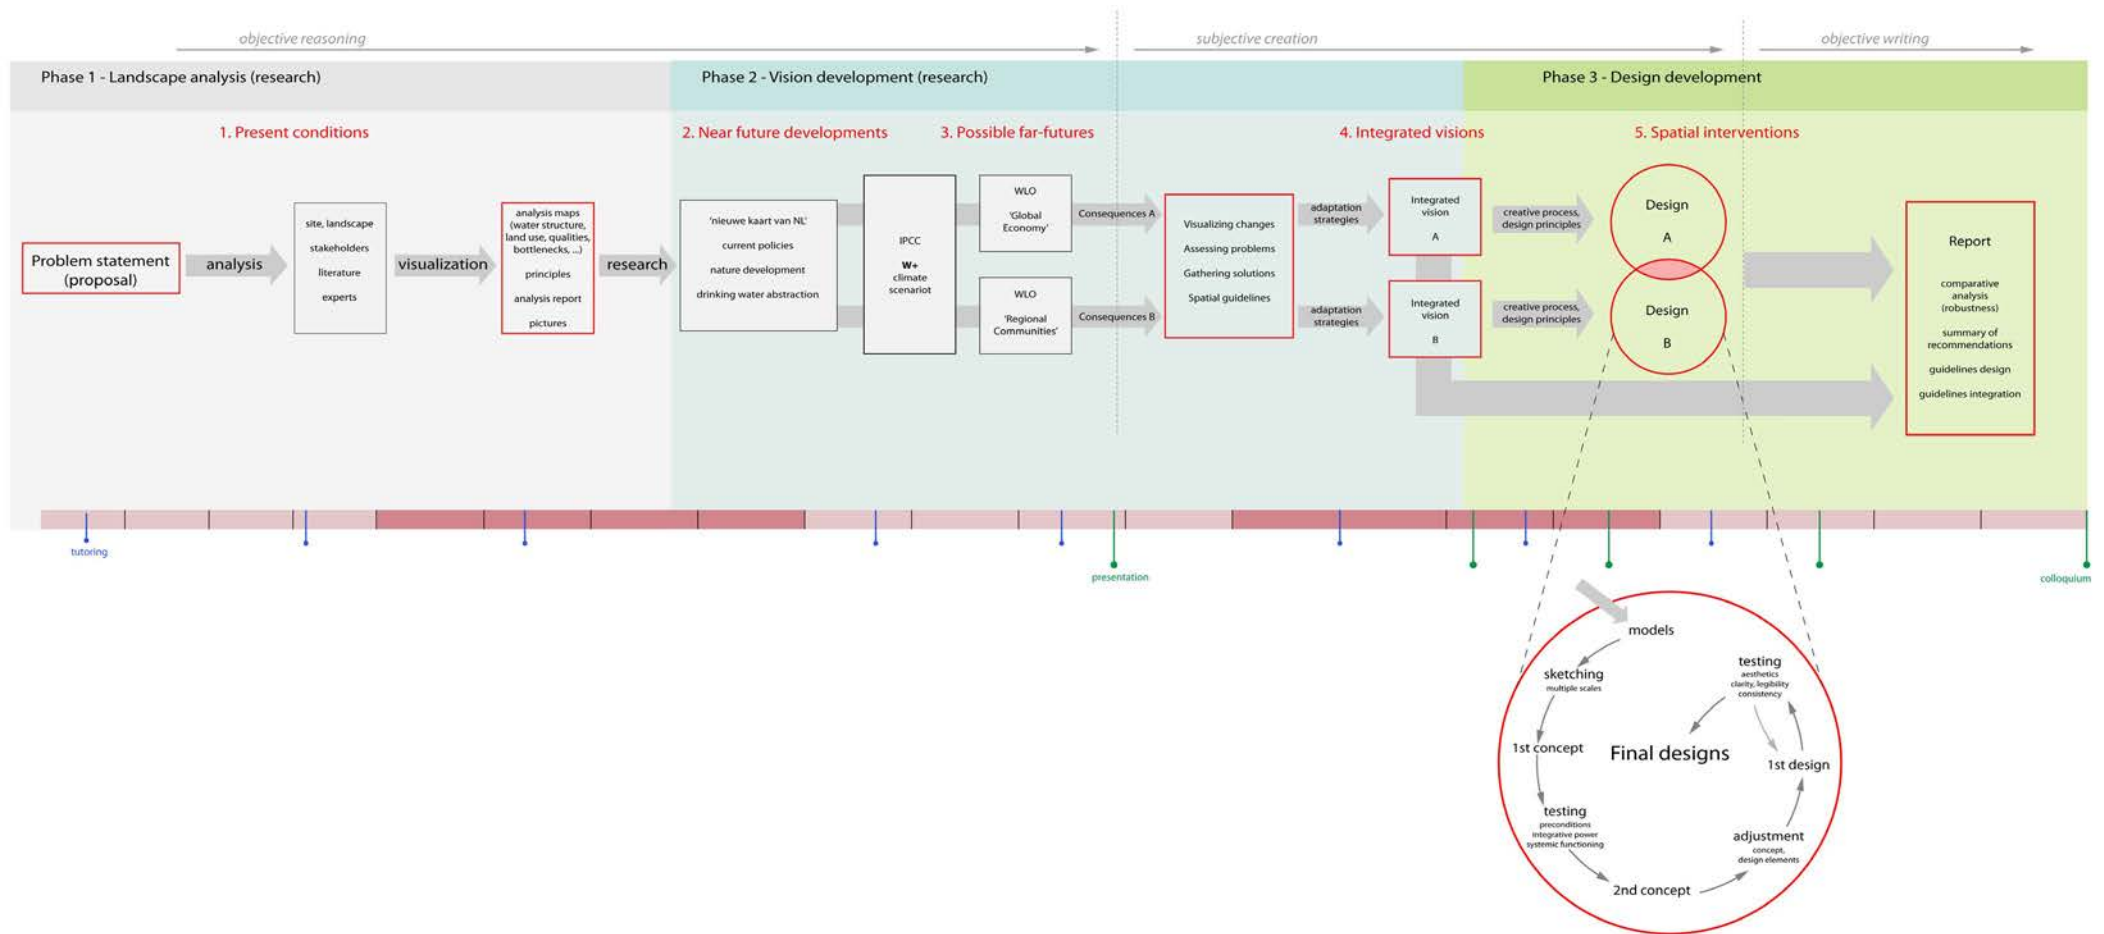 objective reasoning
subjective creation
objective writing
Phase 1 - Landscape analysis (research)
Phase 2 - Vision development (research)
Phase 3 - Design development
1. Present conditions
2. Near future developments
3. Possible far-futures
4. Integrated visions
5. Spatial interventions
Problem statement
(proposal)
analysis
site, landscape
stakeholders
literature
experts
visualization
analysis maps
(water structure,
land use, qualities,
bottlenecks, ...)
principles
analysis report
pictures
research
'nieuwe kaart van NL'
current policies
nature development
drinking water abstraction
IPCC
W+
climate
scenariot
WLO
'Global
Economy'
WLO
'Regional
Communities'
Consequences A
Consequences B
Visualizing changes
Assessing problems
Gathering solutions
Spatial guidelines
adaptation
strategies
adaptation
strategies
Integrated
vision
A
Integrated
vision
B
creative process,
design principles
creative process,
design principles
Design
A
Design
B
Report
comparative
analysis
(robustness)
summary of
recommendations
guidelines design
guidelines integration
tutoring
presentation
colloquium
models
sketching
multiple scales
1st concept
testing
preconditions
integrative power
systemic functioning
2nd concept
adjustment
concept,
design elements
1st design
testing
aesthetics
clarity, legibility
consistency
Final designs